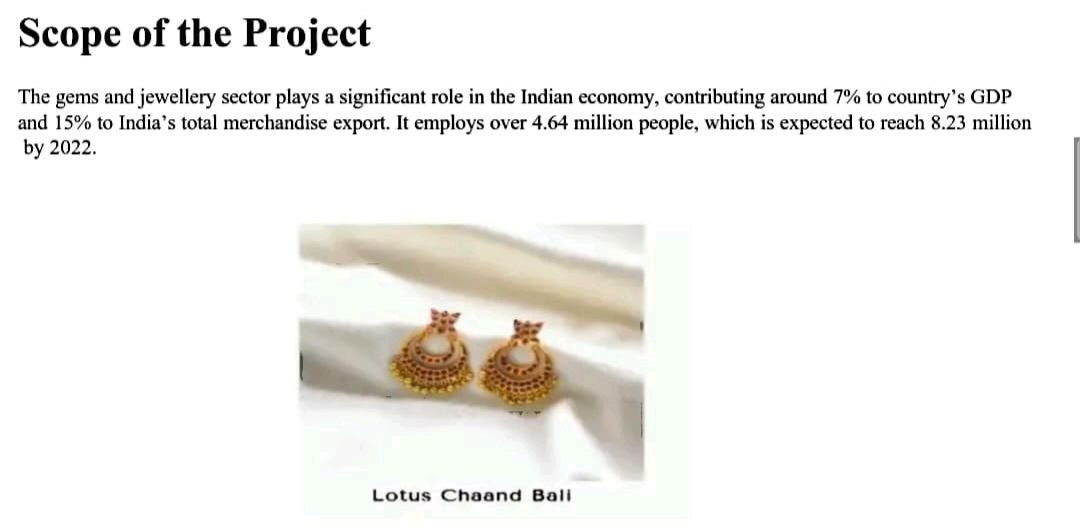 Scope of the Project
The gems and jewellery sector plays a significant role in the Indian economy, contributing around 7% to country’s GDP
and 15% to India’s total merchandise export. It employs over 4.64 million people, which is expected to reach 8.23 million
by 2022.
Lotus Chaand Bali